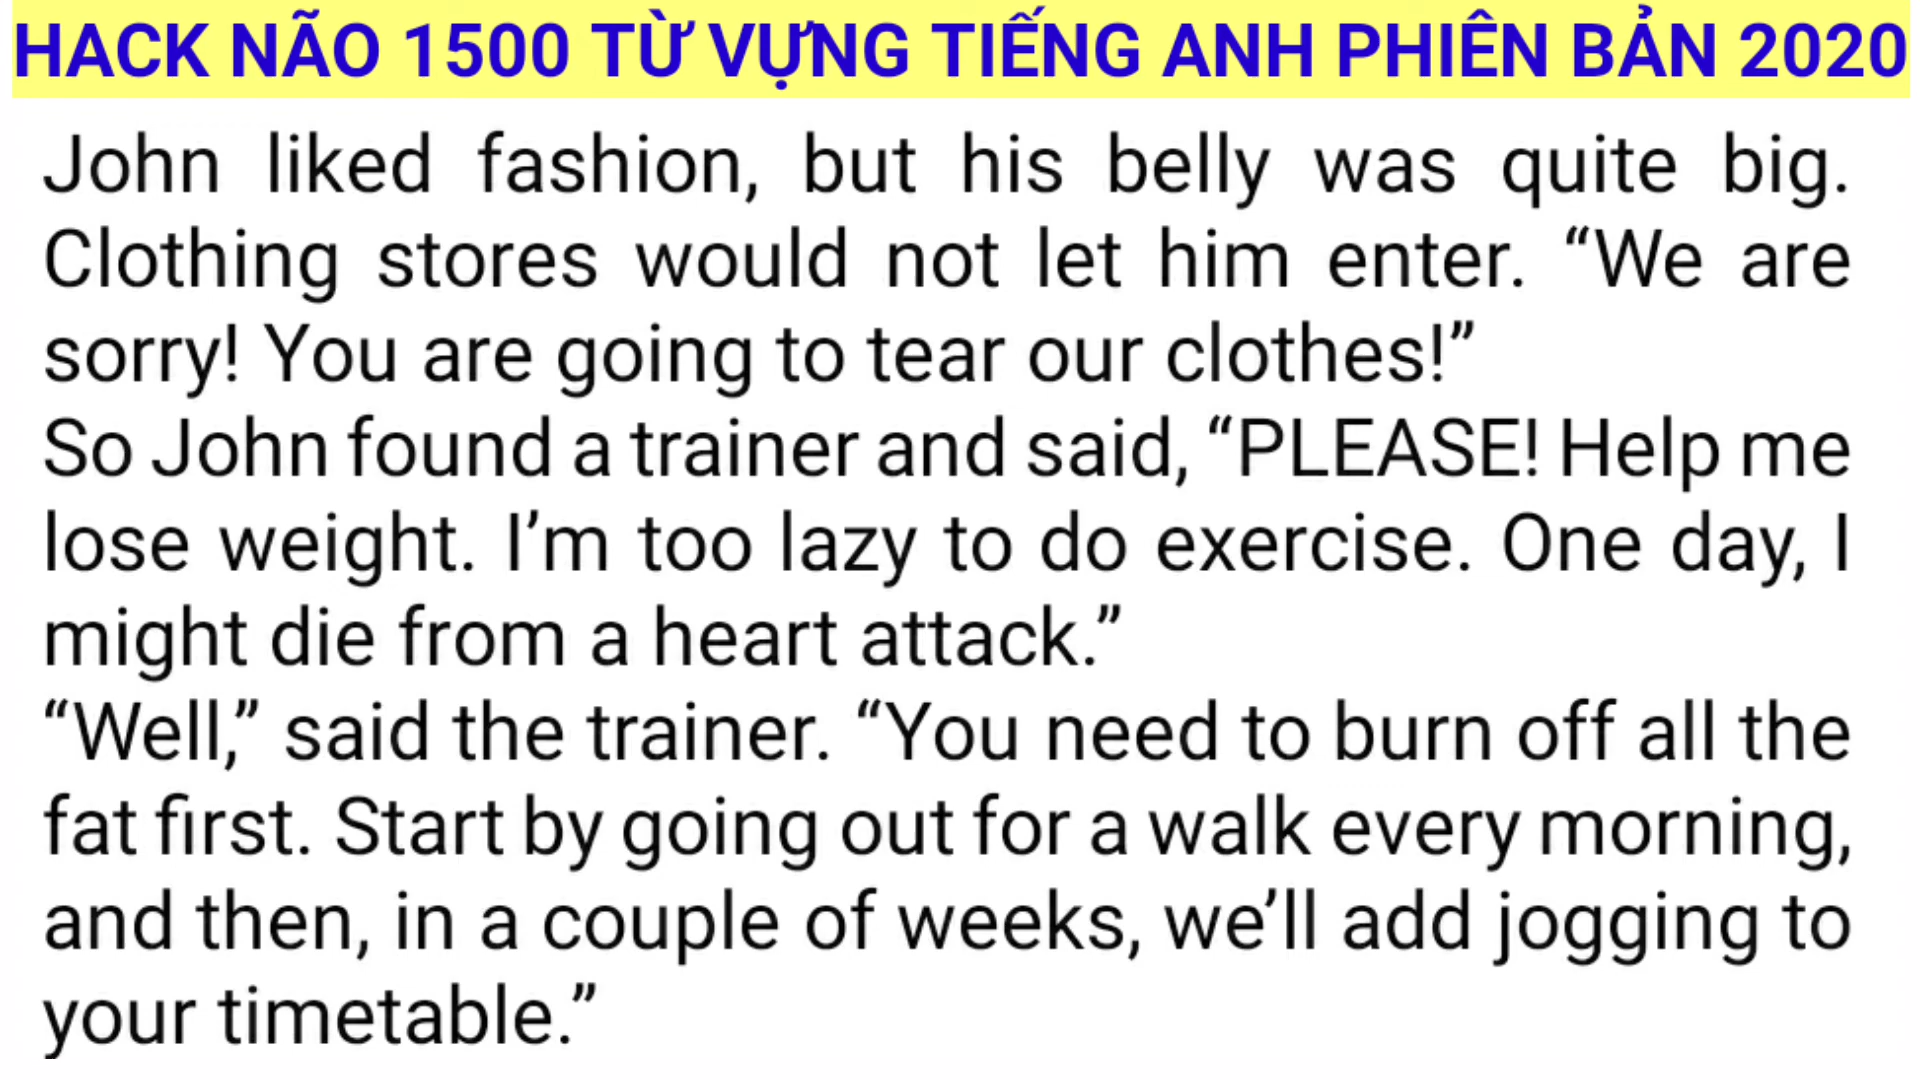 HACK NÃO 1500 TỪ VỰNG TIẾNG ANH PHIÊN BẢN 2020
John liked fashion, but his belly was quite big.
Clothing stores would not let him enter. “We are
sorry! You are going to tear our clothes!”
So John found a trainer and said, “PLEASE! Help me
lose weight. I’m too lazy to do exercise. One day, I
might die from a heart attack.”
“Well,” said the trainer. “You need to burn off all the
fat first. Start by going out for a walk every morning,
and then, in a couple of weeks, we’ll add jogging to
your timetable.”